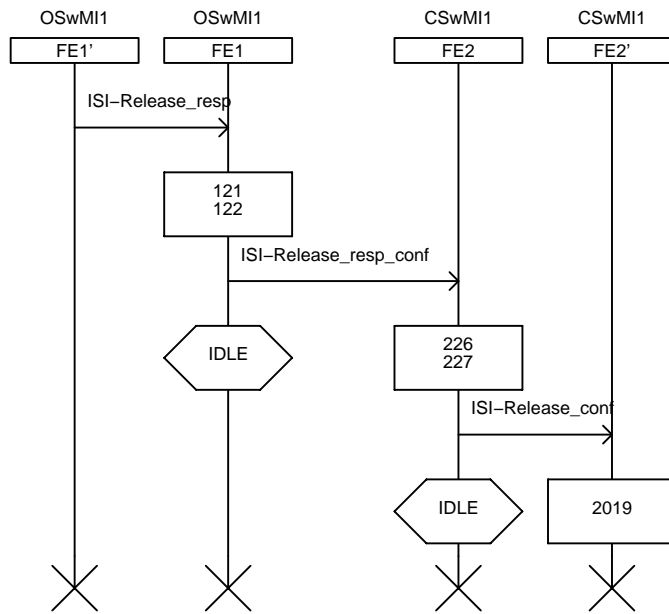 OSwMI1 OSwMI1 CSwMI1 CSwMI1
FE1' FE1 FE2 FE2'
ISI−Release_resp
121
122
ISI−Release_resp_conf
IDLE
226
227
ISI−Release_conf
IDLE
2019